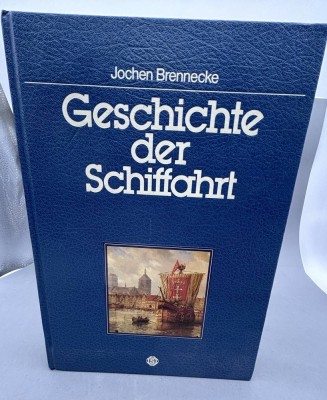 Jochen Brennecke
Geschichte
der
Schiffahrt